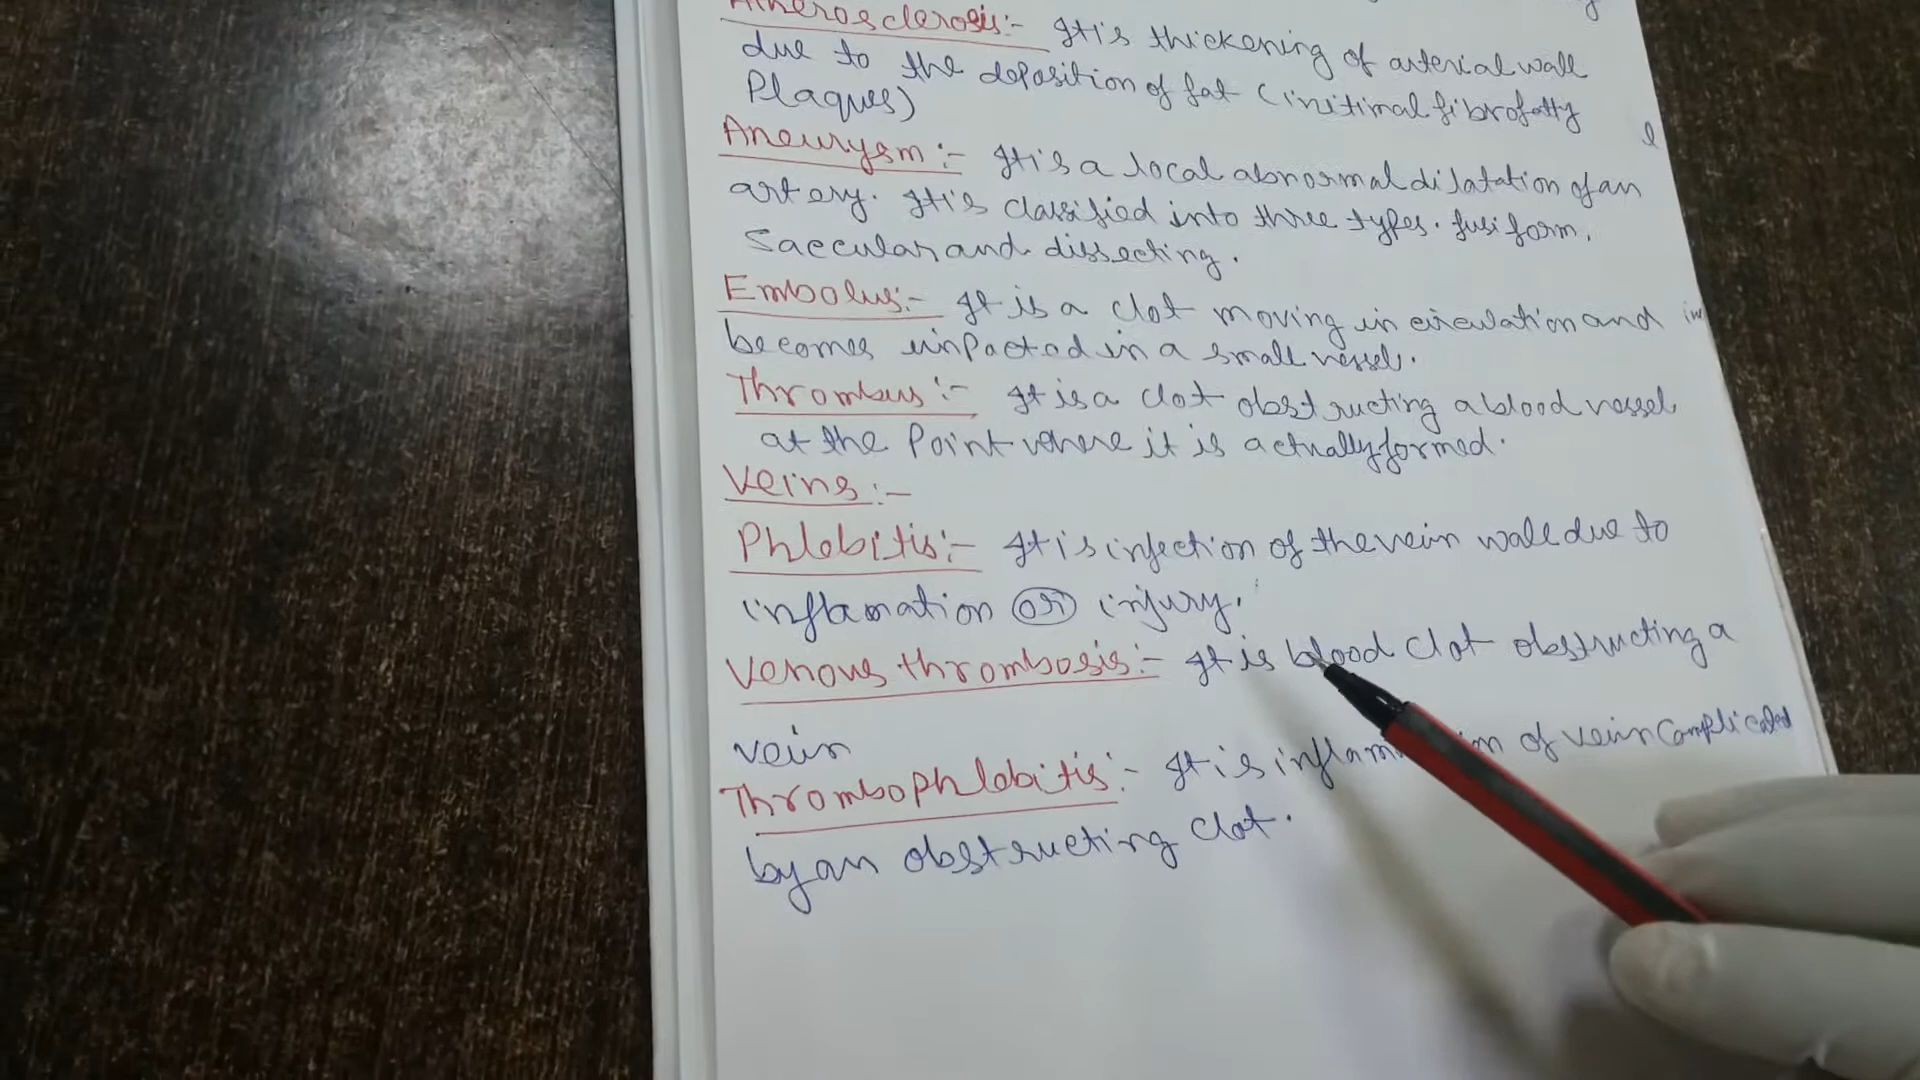 Atherosclerosis:- It is thickening of arterial wall
due to the deposition of fat (initimal fibrofatty
Plaques)
Aneurysm:- It is a local abnormal dilatation of an
artery. It is classified into three types. fusiform,
Saccular and dissecting.
Embolus:- It is a clot moving in circulation and
becomes impacted in a small vessel.
Thrombus:- It is a clot obstructing a blood vessel
at the Point where it is actually formed.
Veins:-
Phlebitis:- It is infection of the vein wall due to
inflamation or injury.
Venous thrombosis:- It is blood clot obstructing a
vein
Thrombophlebitis:- It is of vein Complicated
by an obstructing clot.